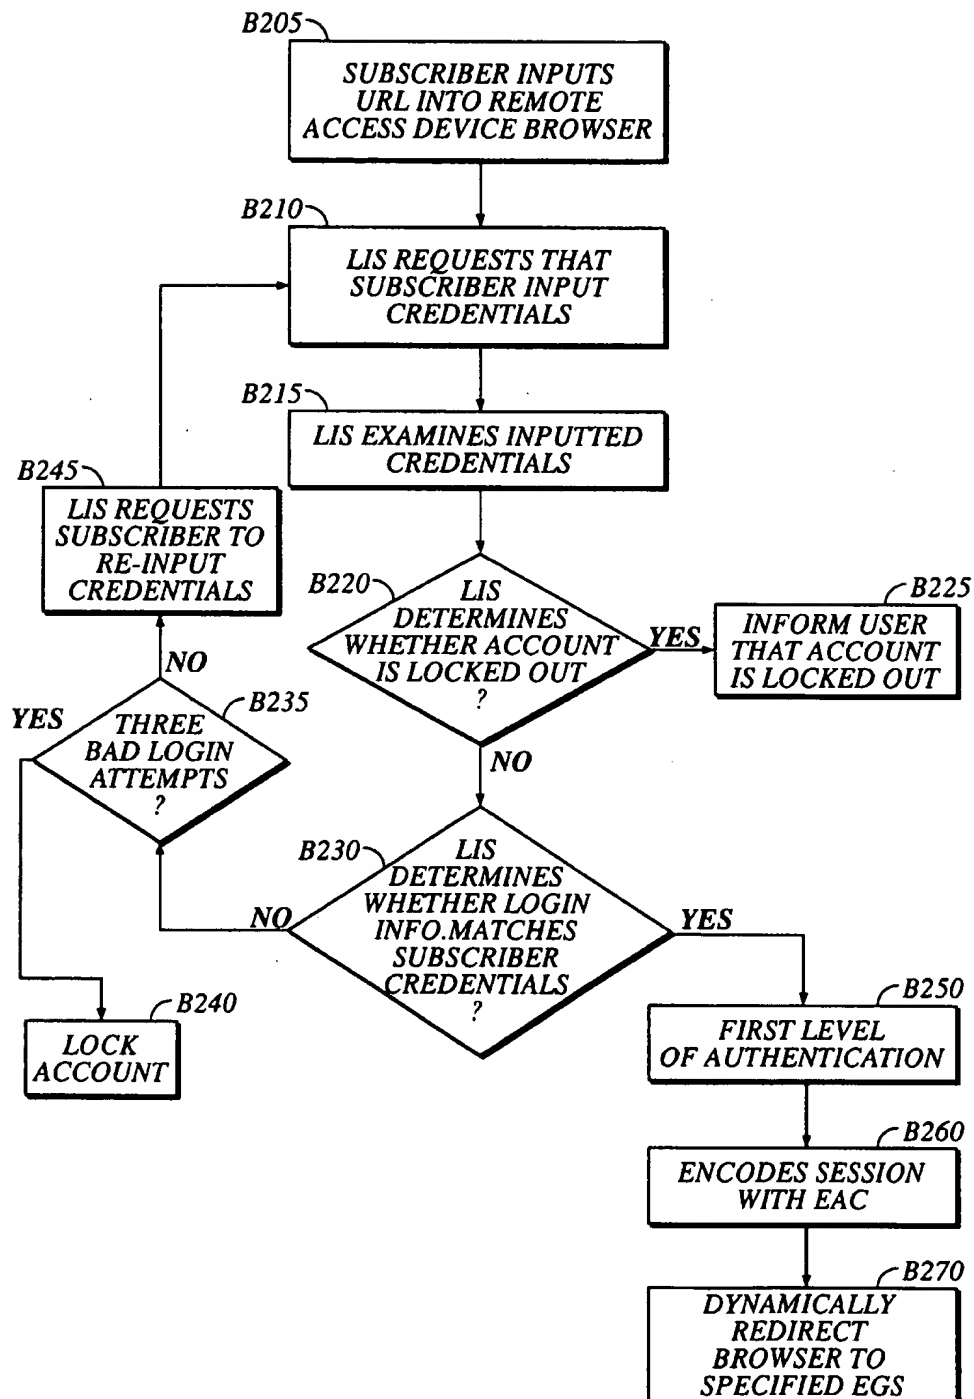 B205
SUBSCRIBER INPUTS
URL INTO REMOTE
ACCESS DEVICE BROWSER
B210
LIS REQUESTS THAT
SUBSCRIBER INPUT
CREDENTIALS
B215
LIS EXAMINES INPUTTED
CREDENTIALS
B245
LIS REQUESTS
SUBSCRIBER TO
RE-INPUT
CREDENTIALS
B220
LIS
DETERMINES
WHETHER ACCOUNT
IS LOCKED OUT
?
YES
B225
INFORM USER
THAT ACCOUNT
IS LOCKED OUT
NO
YES
B235
THREE
BAD LOGIN
ATTEMPTS
?
NO
B230
LIS
DETERMINES
WHETHER LOGIN
INFO.MATCHES
SUBSCRIBER
CREDENTIALS
?
NO
YES
B240
LOCK
ACCOUNT
B250
FIRST LEVEL
OF AUTHENTICATION
B260
ENCODES SESSION
WITH EAC
B270
DYNAMICALLY
REDIRECT
BROWSER TO
SPECIFIED EGS